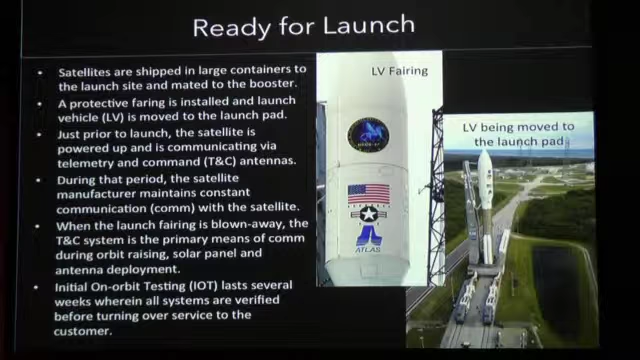 Ready for Launch
• Satellites are shipped in large containers to
the launch site and mated to the booster.
• A protective faring is installed and launch
vehicle (LV) is moved to the launch pad.
• Just prior to launch, the satellite is
powered up and is communicating via
telemetry and command (T&C) antennas.
• During that period, the satellite
manufacturer maintains constant
communication (comm) with the satellite.
• When the launch fairing is blown-away, the
T&C system is the primary means of comm
during orbit raising, solar panel and
antenna deployment.
• Initial On-orbit Testing (IOT) lasts several
weeks wherein all systems are verified
before turning over service to the
customer.
LV Fairing
ATLAS
LV being moved to
the launch pad